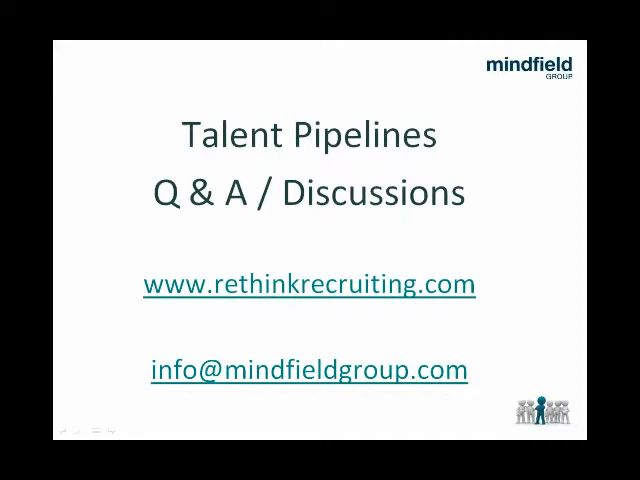 mindfield
GROUP
Talent Pipelines
Q & A / Discussions
www.rethinkrecruiting.com
info@mindfieldgroup.com